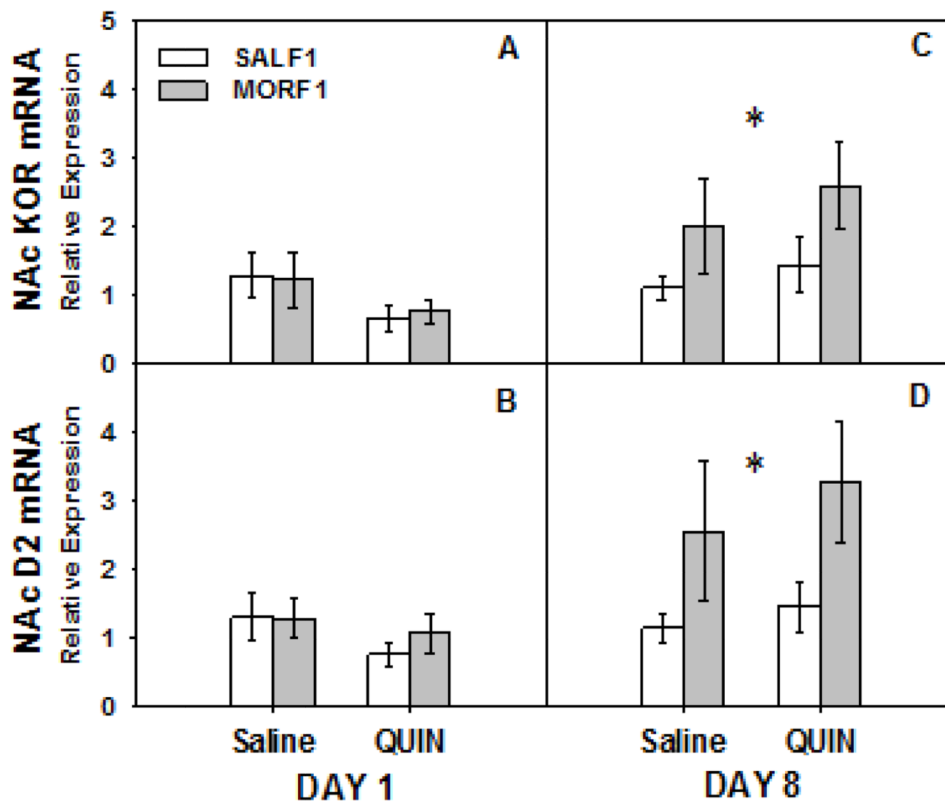 NAc KOR mRNA
Relative Expression
5
4
3
2
1
0
SALF1
MORF1
A
C
*
NAc D2 mRNA
Relative Expression
4
3
2
1
0
B
D
*
Saline
QUIN
Saline
QUIN
DAY 1
DAY 8